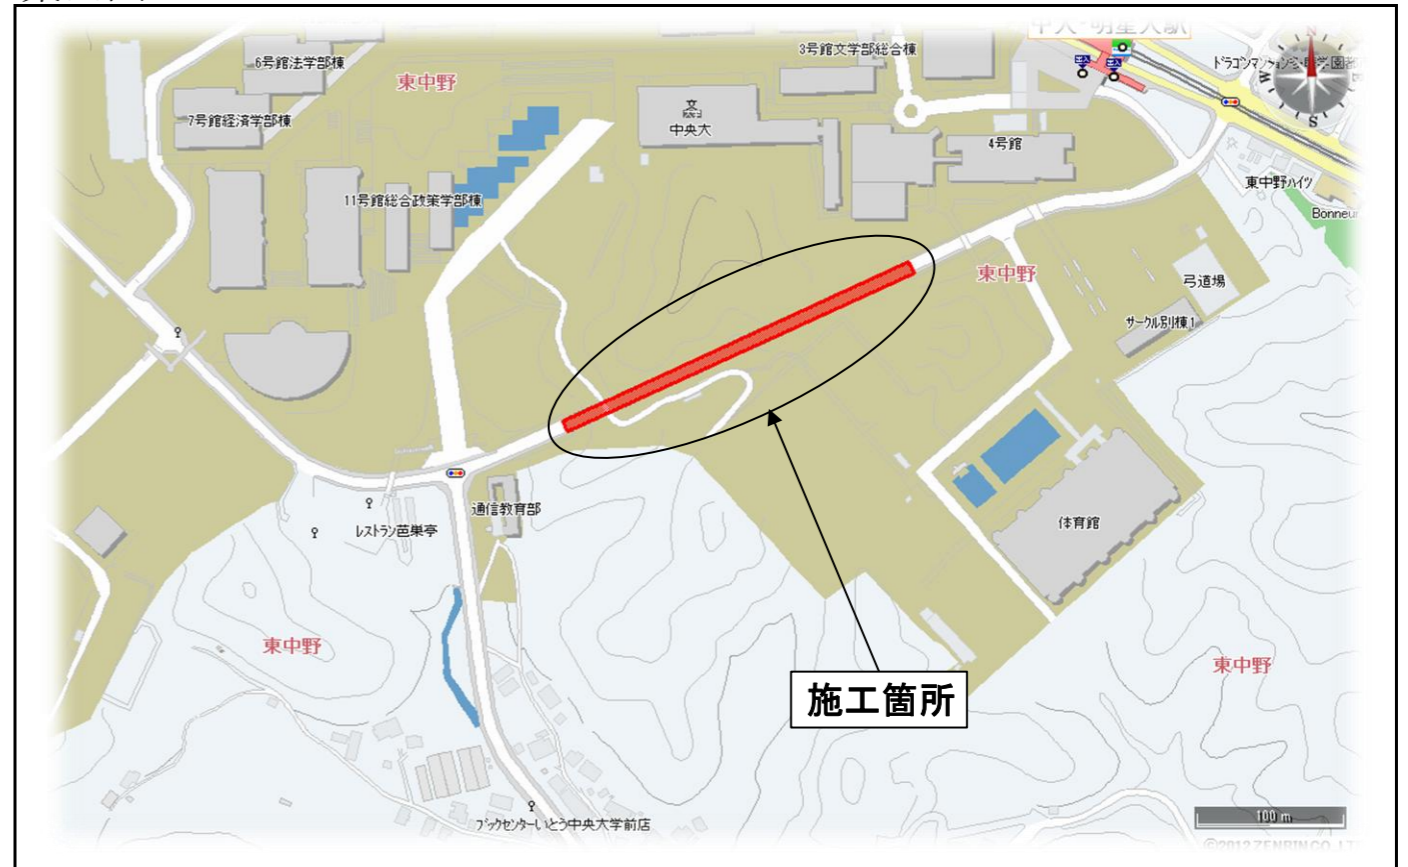 中大・明星大駅
6号館法学部棟
東中野
3号館文学部総合棟
N
W
S
7号館経済学部棟
文
中央大
4号館
東中野ハイツ
11号館総合政策学部棟
Bonneur
東中野
弓道場
サークル別棟1
通信教育部
レストラン芭巣亭
体育館
東中野
東中野
施工箇所
ブックセンターいとう中央大学前店
100 m
©2012 ZENRIN CO., LTD